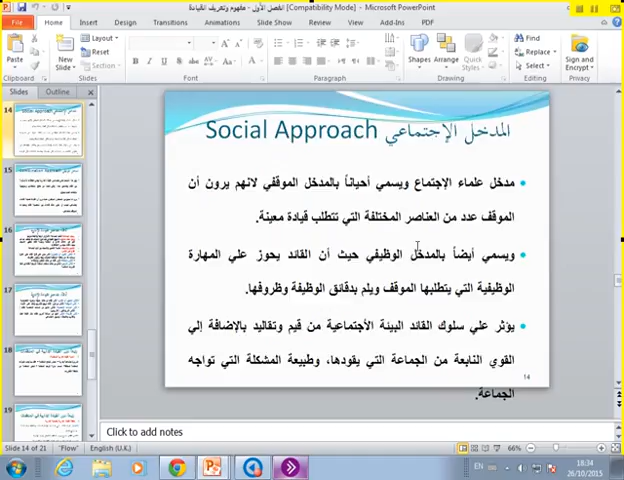 الفصل الأول - مفهوم وتعريف القيادة [Compatibility Mode] - Microsoft PowerPoint
File Home Insert Design Transitions Animations Slide Show Review View Add-Ins PDF
Paste
New Slide
Layout
Reset
Shapes
Arrange
Find
Replace
Select
Sign and Encrypt
Clipboard Slides Font Paragraph Drawing Editing Privacy
Slides Outline
14
15
16
17
18
19
المدخل الإجتماعي Social Approach
مدخل علماء الإجتماع ويسمي أحياناً بالمدخل الموقفي لانهم يرون أن
الموقف عدد من العناصر المختلفة التي تتطلب قيادة معينة.
ويسمي أيضاً بالمدخل الوظيفي حيث أن القائد يحوز علي المهارة
الوظيفية التي يتطلبها الموقف ويلم بدقائق الوظيفة وظروفها.
يؤثر علي سلوك القائد البيئة الأجتماعية من قيم وتقاليد بالإضافة إلي
القوي النابعة من الجماعة التي يقودها، وطبيعة المشكلة التي تواجه
الجماعة.
14
Click to add notes
Slide 14 of 21 "Flow" English (U.K.) 66%
EN 18:34
26/10/2015